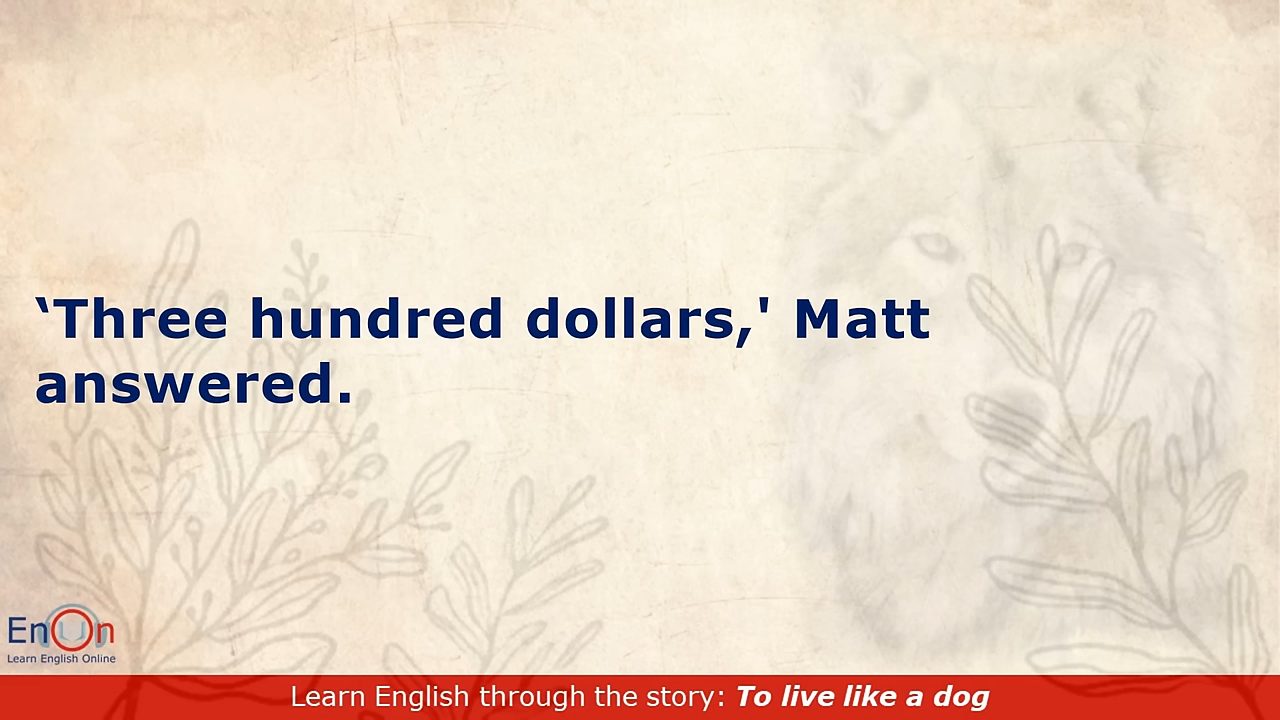 ‘Three hundred dollars,' Matt
answered.
EnOn
Learn English Online
Learn English through the story: To live like a dog